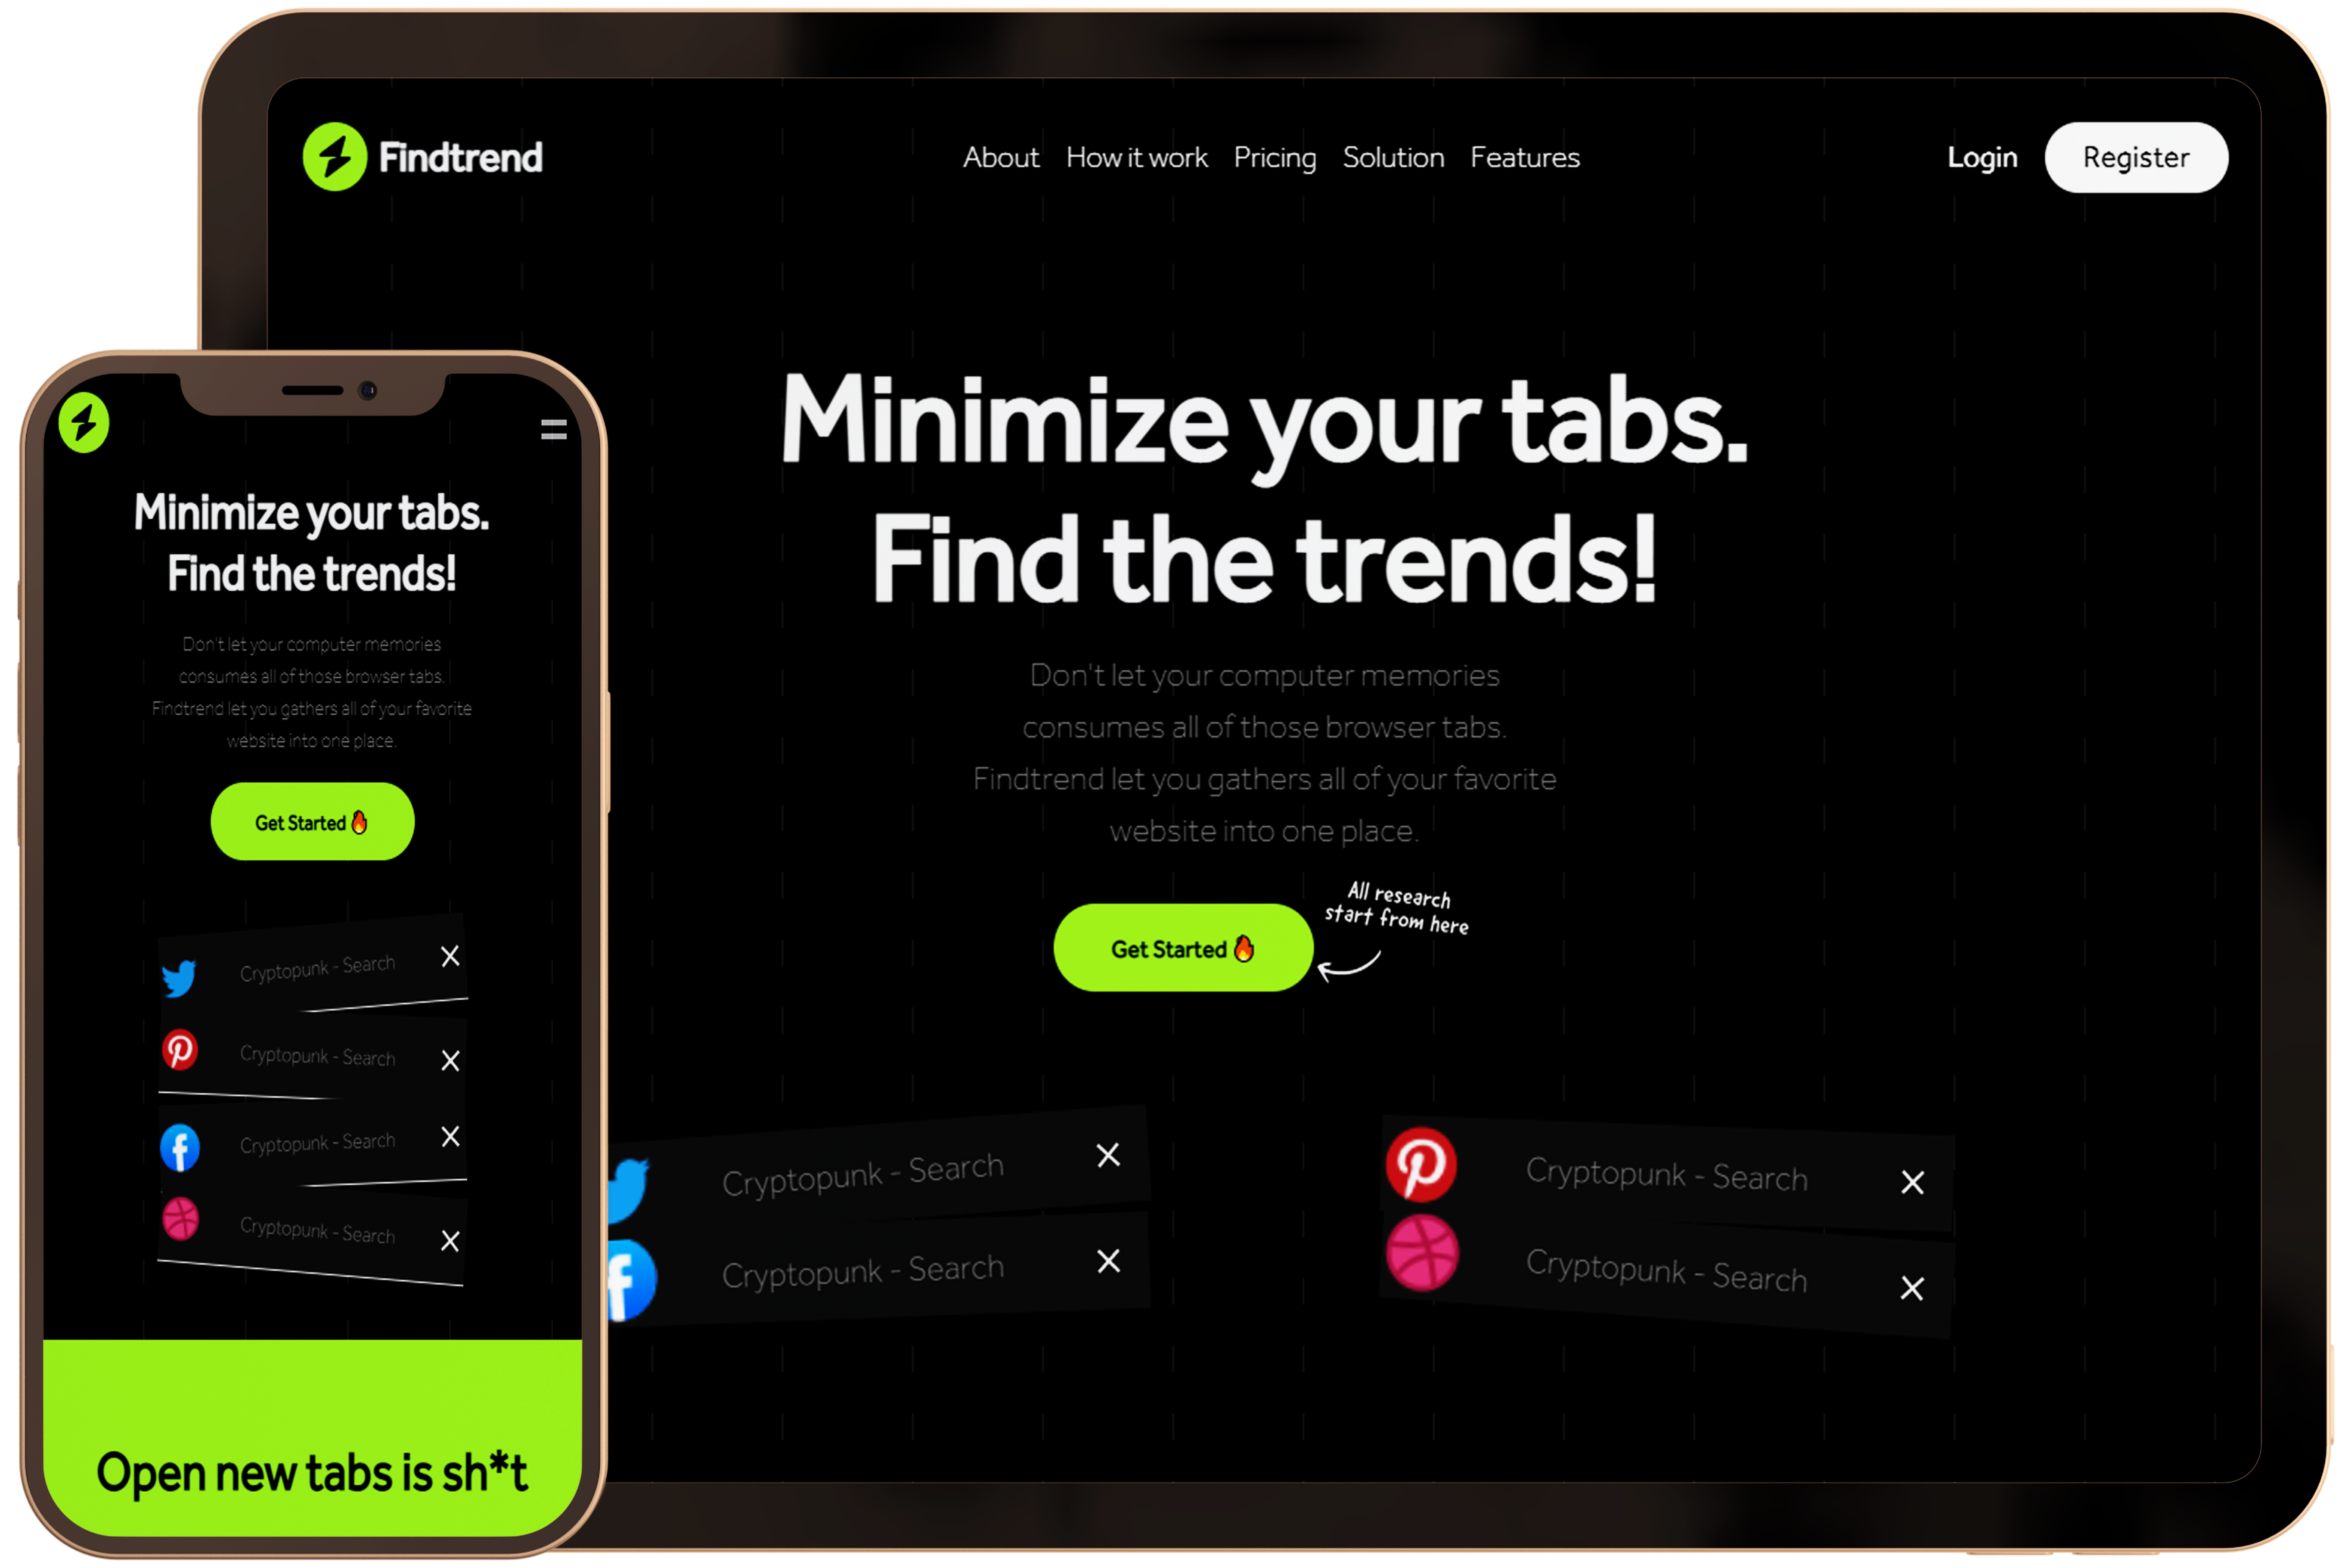 Findtrend
About How it work Pricing Solution Features
Login Register
Minimize your tabs.
Find the trends!
Don't let your computer memories
consumes all of those browser tabs.
Findtrend let you gathers all of your favorite
website into one place.
Get Started
All research
start from here
Cryptopunk - Search
Cryptopunk - Search
Cryptopunk - Search
Cryptopunk - Search
Minimize your tabs.
Find the trends!
Don't let your computer memories
consumes all of those browser tabs.
Findtrend let you gathers all of your favorite
website into one place.
Get Started
Cryptopunk - Search
Cryptopunk - Search
Cryptopunk - Search
Cryptopunk - Search
Open new tabs is sh*t